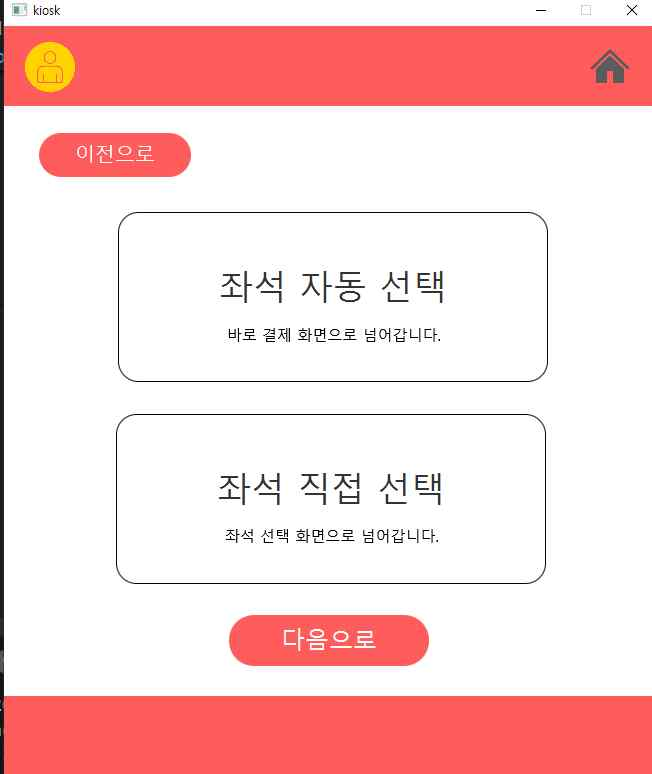 kiosk
이전으로
좌석 자동 선택
바로 결제 화면으로 넘어갑니다.
좌석 직접 선택
좌석 선택 화면으로 넘어갑니다.
다음으로